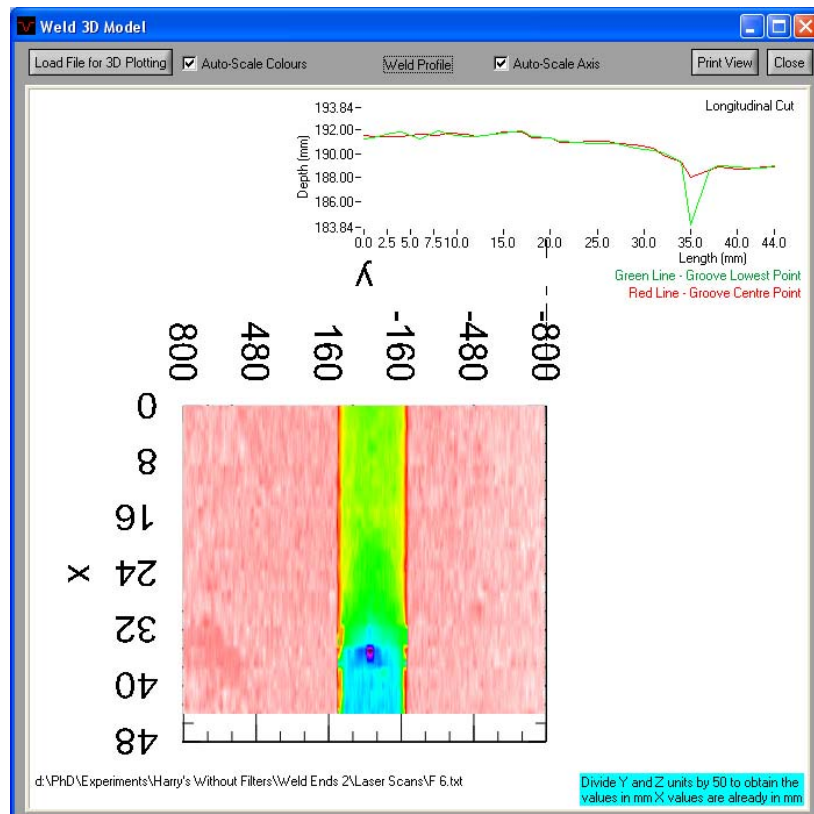 Weld 3D Model
Load File for 3D Plotting Auto-Scale Colours Weld Profile Auto-Scale Axis Print View Close
Longitudinal Cut
193.84
192.00
190.00
188.00
186.00
183.84
Depth (mm)
0.0 2.5 5.0 7.5 10.0 15.0 20.0 25.0 30.0 35.0 40.0 44.0
Length (mm)
Green Line - Groove Lowest Point
Red Line - Groove Centre Point
y
800 480 160 -160 -480 -800
0
8
16
24
x
32
40
48
d:\PhD\Experiments\Harry's Without Filters\Weld Ends 2\Laser Scans\F 6.txt
Divide Y and Z units by 50 to obtain the
values in mm X values are already in mm